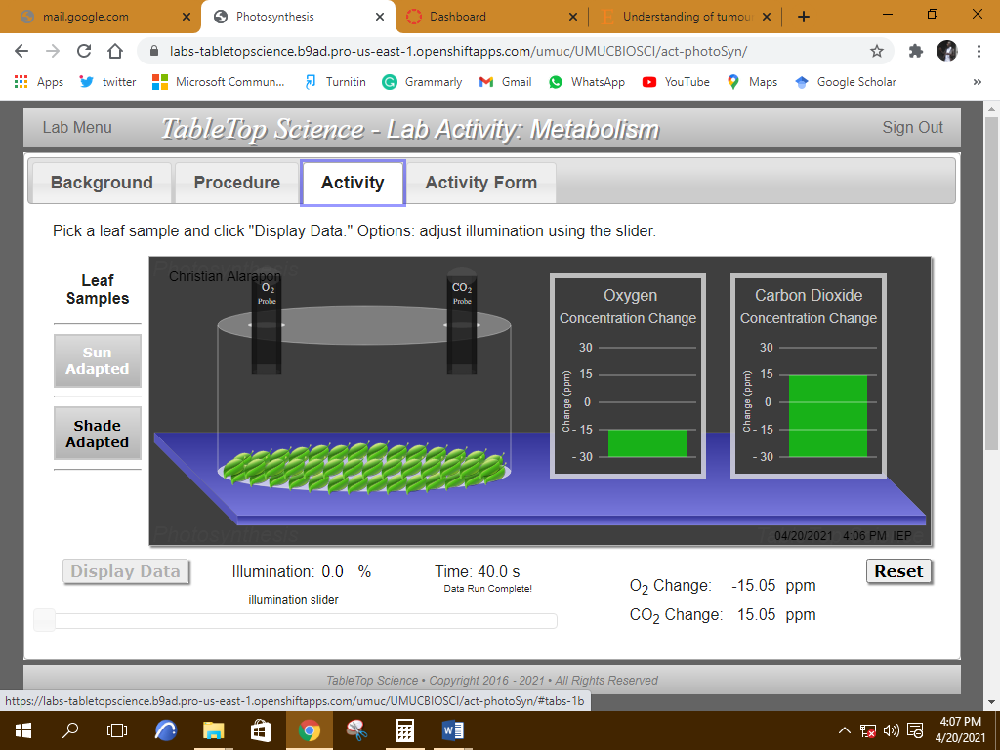 mail.google.com
Photosynthesis
Dashboard
Understanding of tumou
labs-tabletopscience.b9ad.pro-us-east-1.openshiftapps.com/umuc/UMUCBIOSCI/act-photoSyn/
Apps
twitter
Microsoft Commun...
Turnitin
Grammarly
Gmail
WhatsApp
YouTube
Maps
Google Scholar
»
Lab Menu
TableTop Science - Lab Activity: Metabolism
Sign Out
Background
Procedure
Activity
Activity Form
Pick a leaf sample and click "Display Data." Options: adjust illumination using the slider.
Leaf
Samples
Sun
Adapted
Shade
Adapted
Photosynthesis
Christian Alarapon
O2
Probe
CO2
Probe
Oxygen
Concentration Change
30
15
0
- 15
- 30
Change (ppm)
Carbon Dioxide
Concentration Change
30
15
0
- 15
- 30
Change (ppm)
Photosynthesis
04/20/2021 4:06 PM IEP
Display Data
Illumination: 0.0 %
illumination slider
Time: 40.0 s
Data Run Complete!
O2 Change: -15.05 ppm
CO2 Change: 15.05 ppm
Reset
TableTop Science • Copyright 2016 - 2021 • All Rights Reserved
https://labs-tabletopscience.b9ad.pro-us-east-1.openshiftapps.com/umuc/UMUCBIOSCI/act-photoSyn/#tabs-1b
4:07 PM
4/20/2021